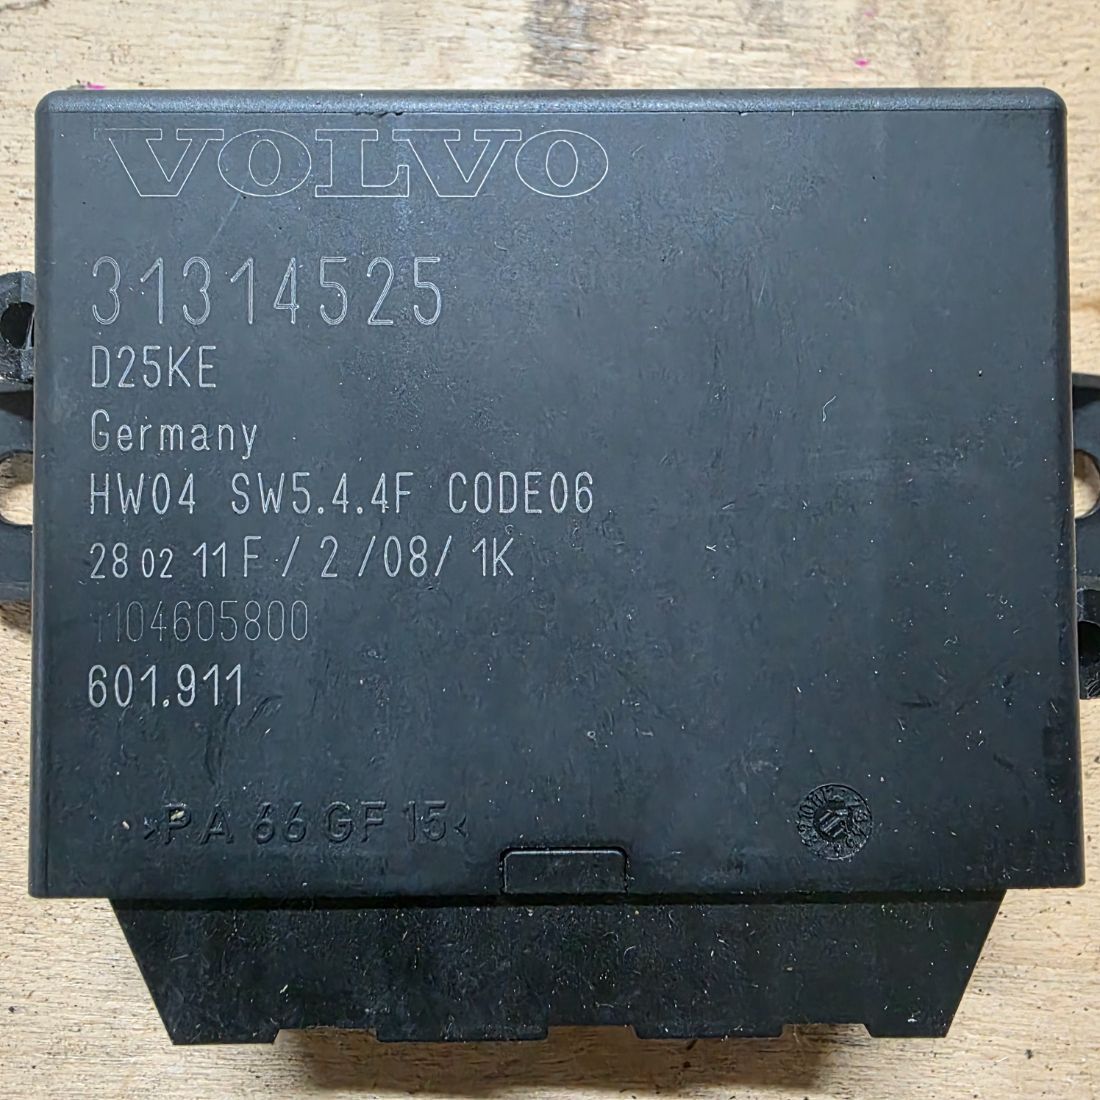 VOLVO
31314525
D25KE
Germany
HW04 SW5.4.4F CODE06
28 02 11 F / 2 /08/ 1K
1104605800
601.911
>PA 66 GF 15<